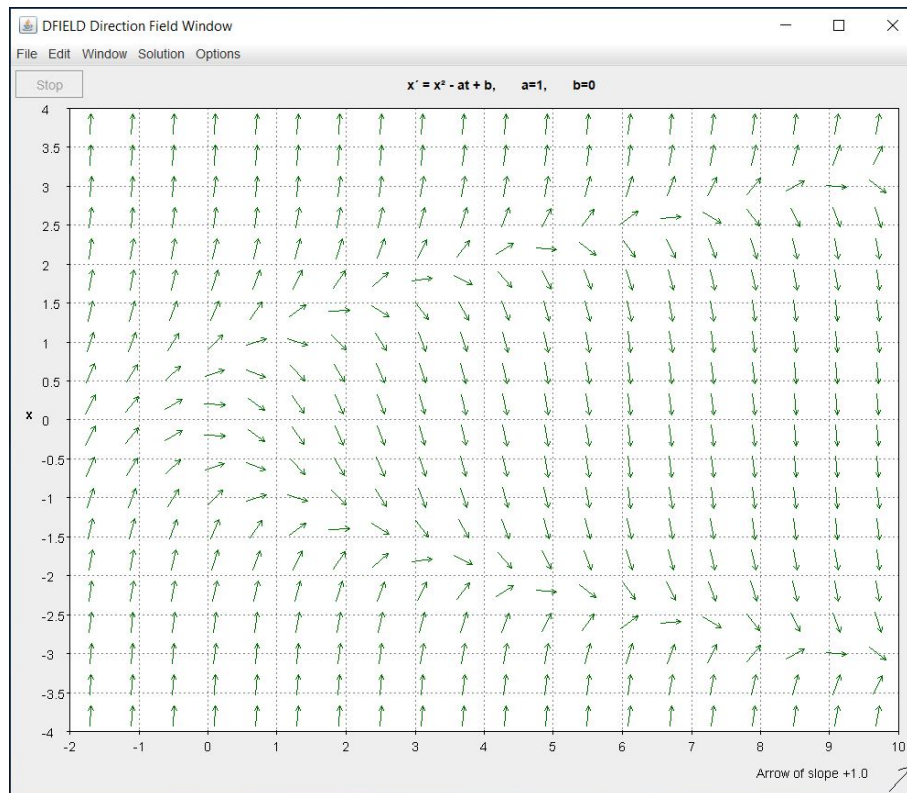 DFIELD Direction Field Window
File Edit Window Solution Options
Stop
x´ = x² - at + b, a=1, b=0
4
3.5
3
2.5
2
1.5
1
0.5
x 0
-0.5
-1
-1.5
-2
-2.5
-3
-3.5
-4
-2 -1 0 1 2 3 4 5 6 7 8 9 10
Arrow of slope +1.0